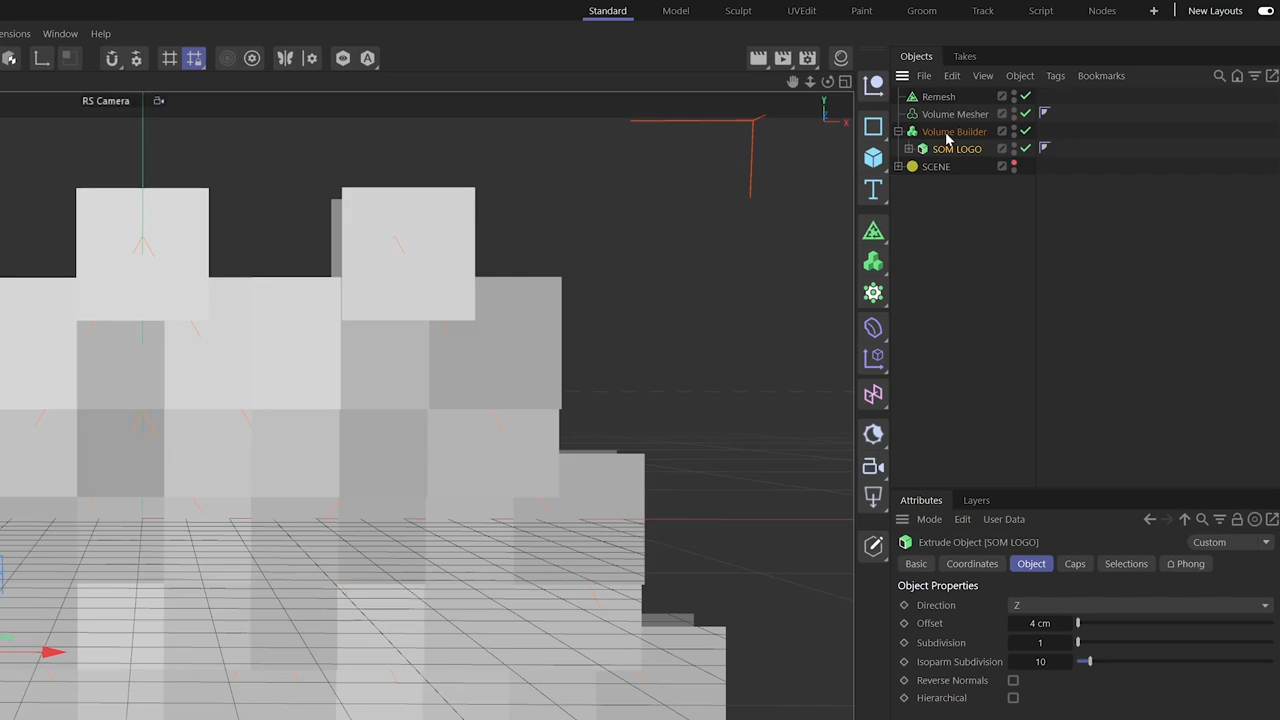 Standard Model Sculpt UVEdit Paint Groom Track Script Nodes + New Layouts
ensions Window Help
Objects Takes
File Edit View Object Tags Bookmarks
RS Camera
Y
Z
X
Remesh
Volume Mesher
Volume Builder
SOM LOGO
SCENE
Attributes Layers
Mode Edit User Data
Extrude Object [SOM LOGO] Custom
Basic Coordinates Object Caps Selections Phong
Object Properties
Direction Z
Offset 4 cm
Subdivision 1
Isoparm Subdivision 10
Reverse Normals
Hierarchical